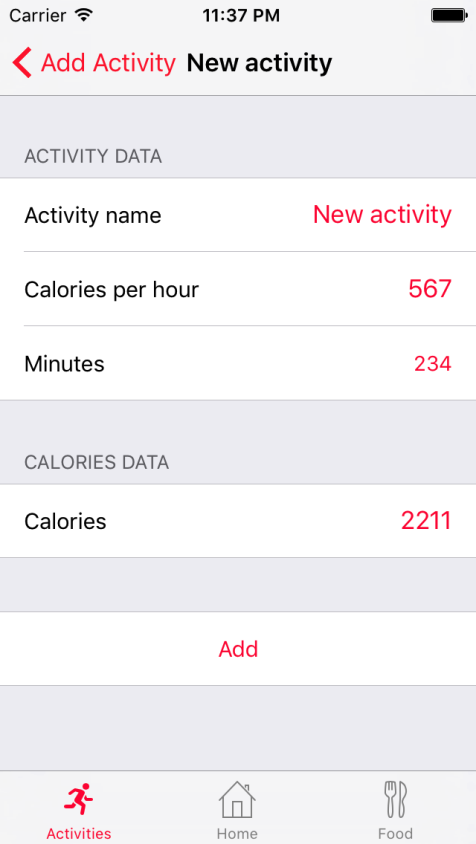 Carrier 11:37 PM
Add Activity New activity
ACTIVITY DATA
Activity name New activity
Calories per hour 567
Minutes 234
CALORIES DATA
Calories 2211
Add
Activities Home Food